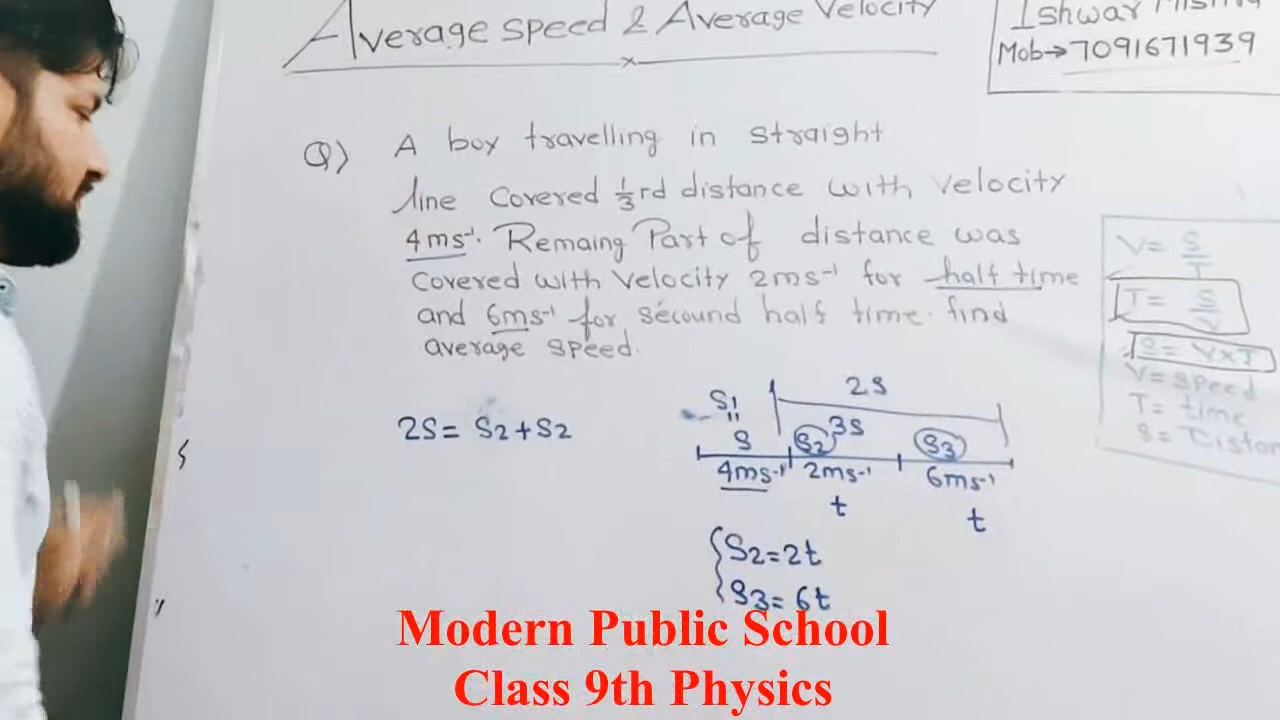 Average speed & Average Velocity
Ishwar
Mob→7091671939
Q) A boy travelling in straight
line Covered 1/3rd distance with velocity
4ms⁻¹. Remaing Part of distance was
covered with velocity 2ms⁻¹ for half time
and 6ms⁻¹ for second half time. find
average speed.
V= S/T
T= S/V
S= V×T
V= speed
T= time
S= Distan
2S= S2+S2
2S
S1
"
S
3S
S2
S3
4ms⁻¹ 2ms⁻¹ 6ms⁻¹
t t
S2=2t
S3=6t
Modern Public School
Class 9th Physics